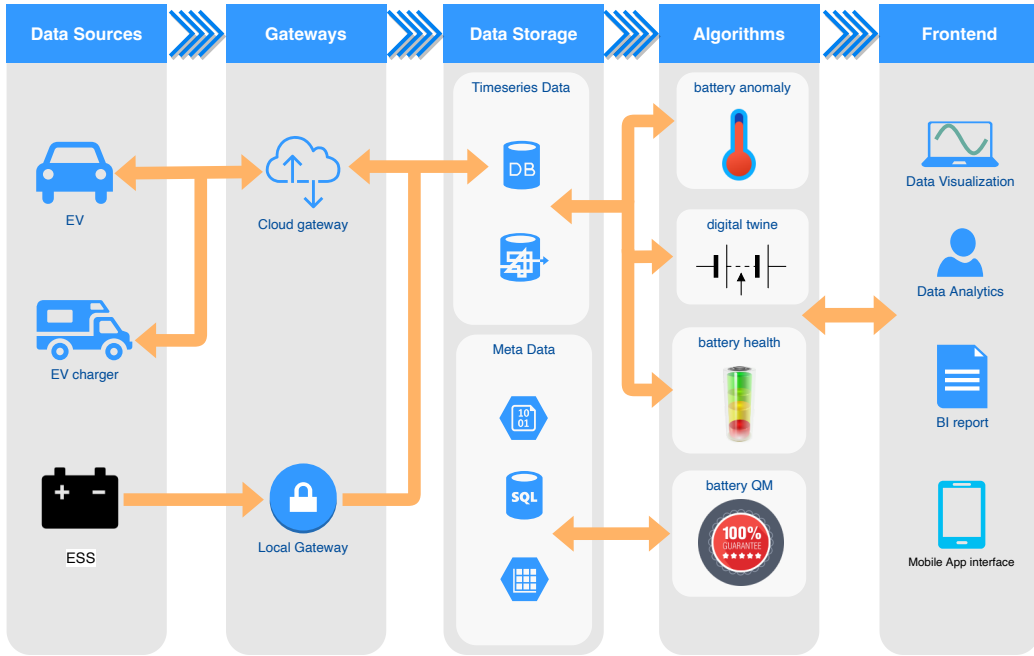 Data Sources
Gateways
Data Storage
Algorithms
Frontend
EV
EV charger
ESS
Cloud gateway
Local Gateway
Timeseries Data
DB
Meta Data
10
01
SQL
battery anomaly
digital twine
battery health
battery QM
100%
GUARANTEE
Data Visualization
Data Analytics
BI report
Mobile App interface